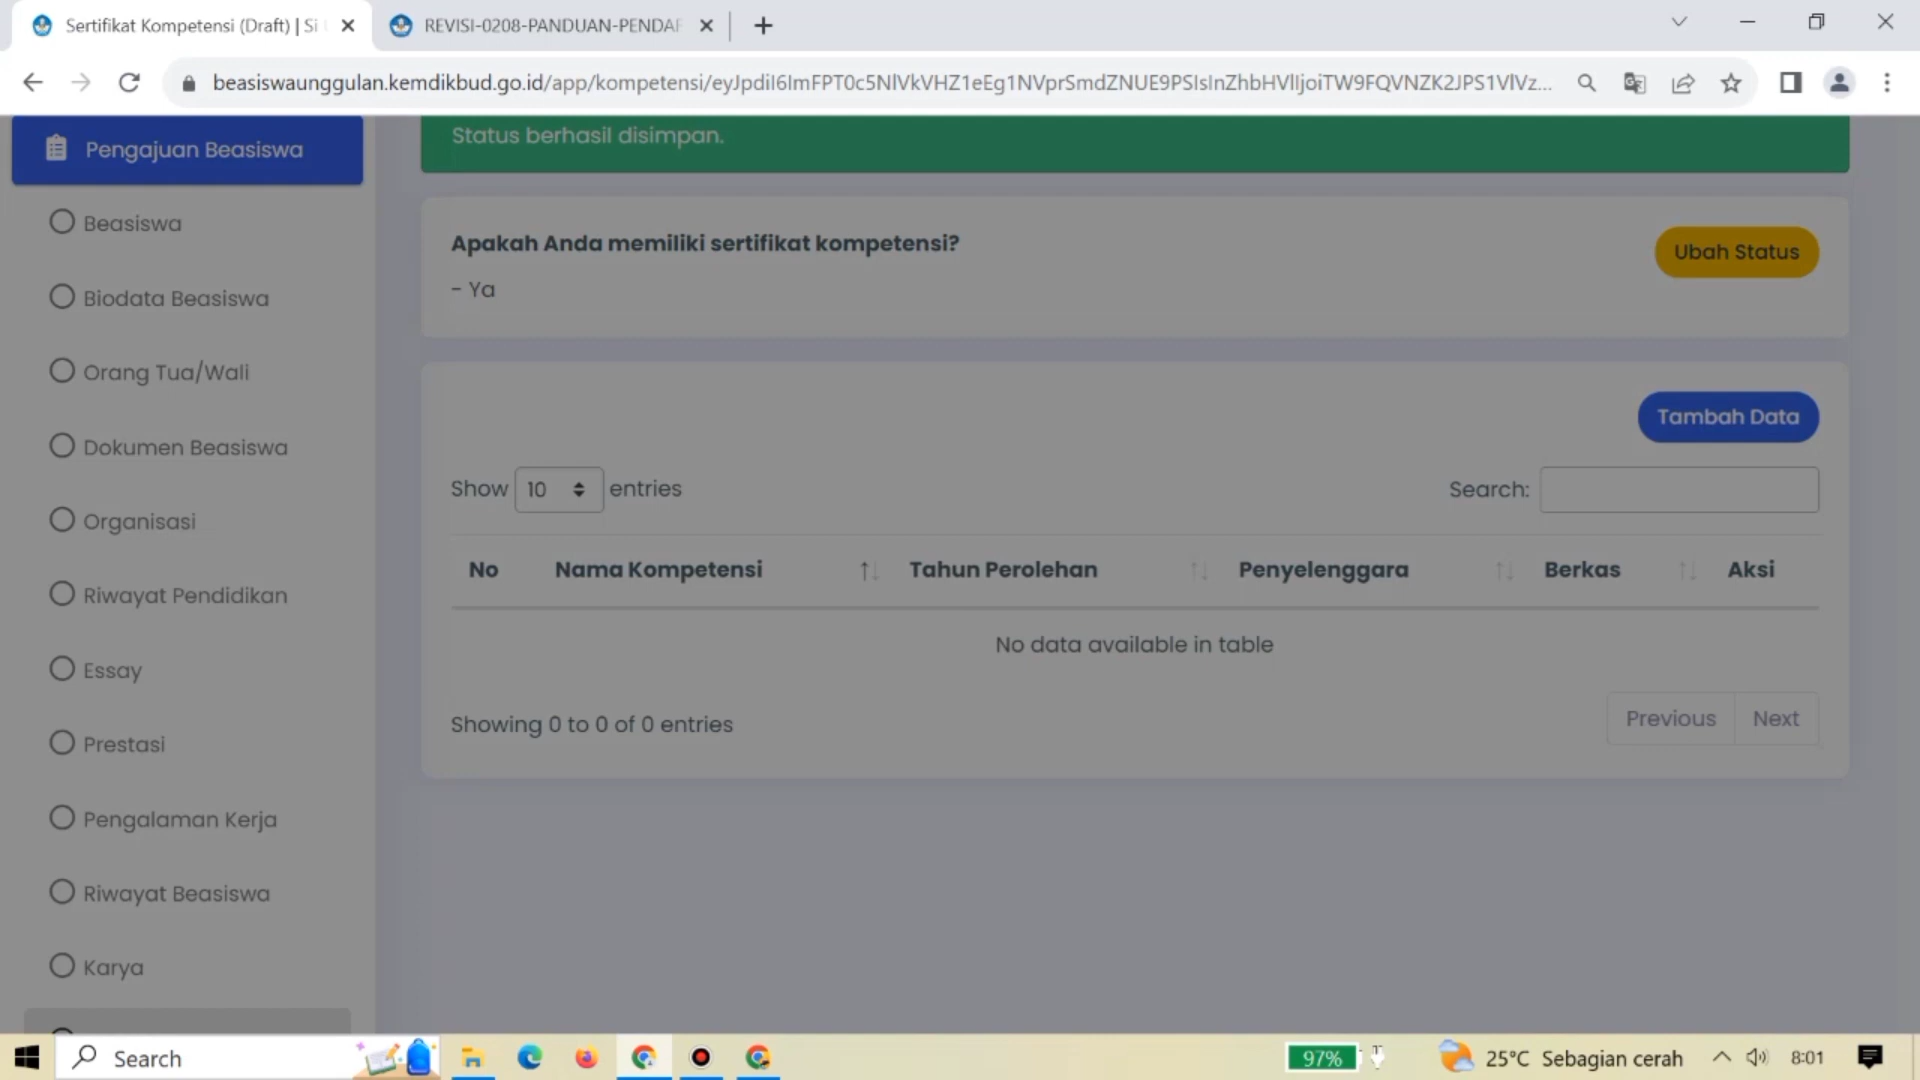 Sertifikat Kompetensi (Draft) | Si
REVISI-0208-PANDUAN-PENDAF
beasiswaunggulan.kemdikbud.go.id/app/kompetensi/eyJpdiI6ImFPT0c5NlVkVHZ1eEg1NVprSmdZNUE9PSIsInZhbHVlIjoiTW9FQVNZK2JPS1VlVz...
Pengajuan Beasiswa
Beasiswa
Biodata Beasiswa
Orang Tua/Wali
Dokumen Beasiswa
Organisasi
Riwayat Pendidikan
Essay
Prestasi
Pengalaman Kerja
Riwayat Beasiswa
Karya
Status berhasil disimpan.
Apakah Anda memiliki sertifikat kompetensi?
Ubah Status
- Ya
Tambah Data
Show 10 entries
Search:
No Nama Kompetensi Tahun Perolehan Penyelenggara Berkas Aksi
No data available in table
Showing 0 to 0 of 0 entries
Previous Next
Search
97%
25°C Sebagian cerah
8:01